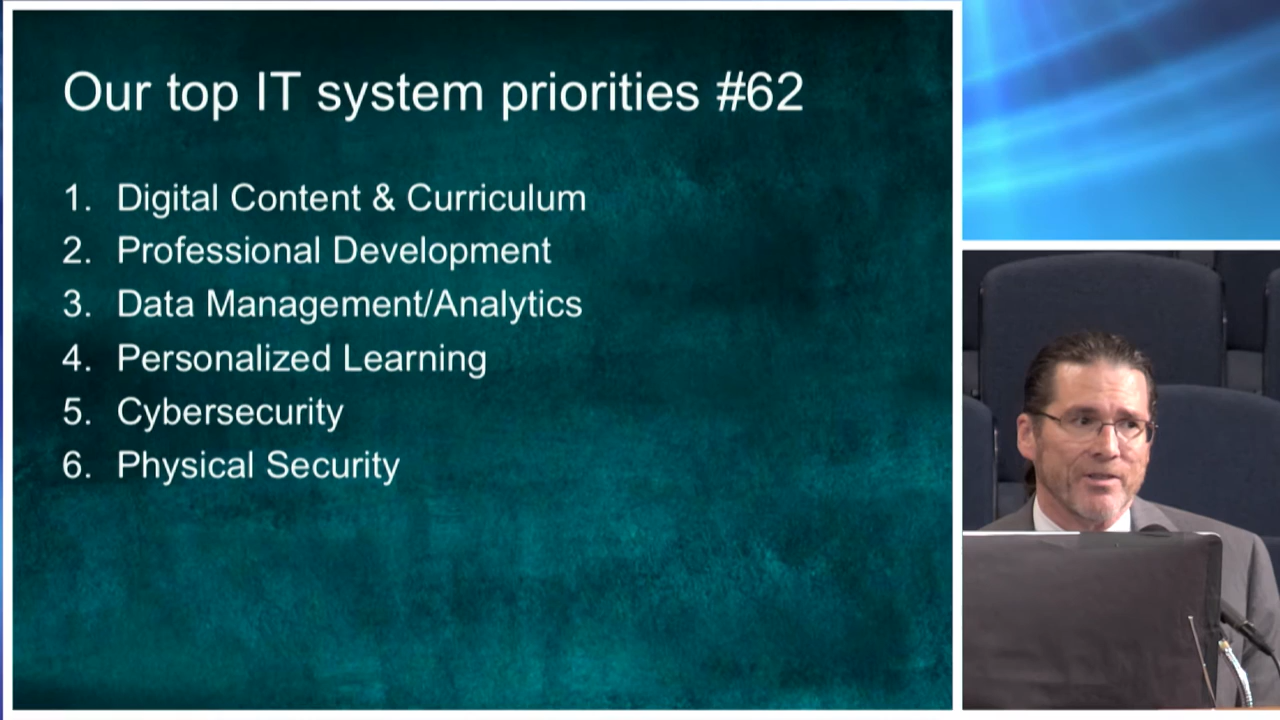 Our top IT system priorities #62
1. Digital Content & Curriculum
2. Professional Development
3. Data Management/Analytics
4. Personalized Learning
5. Cybersecurity
6. Physical Security